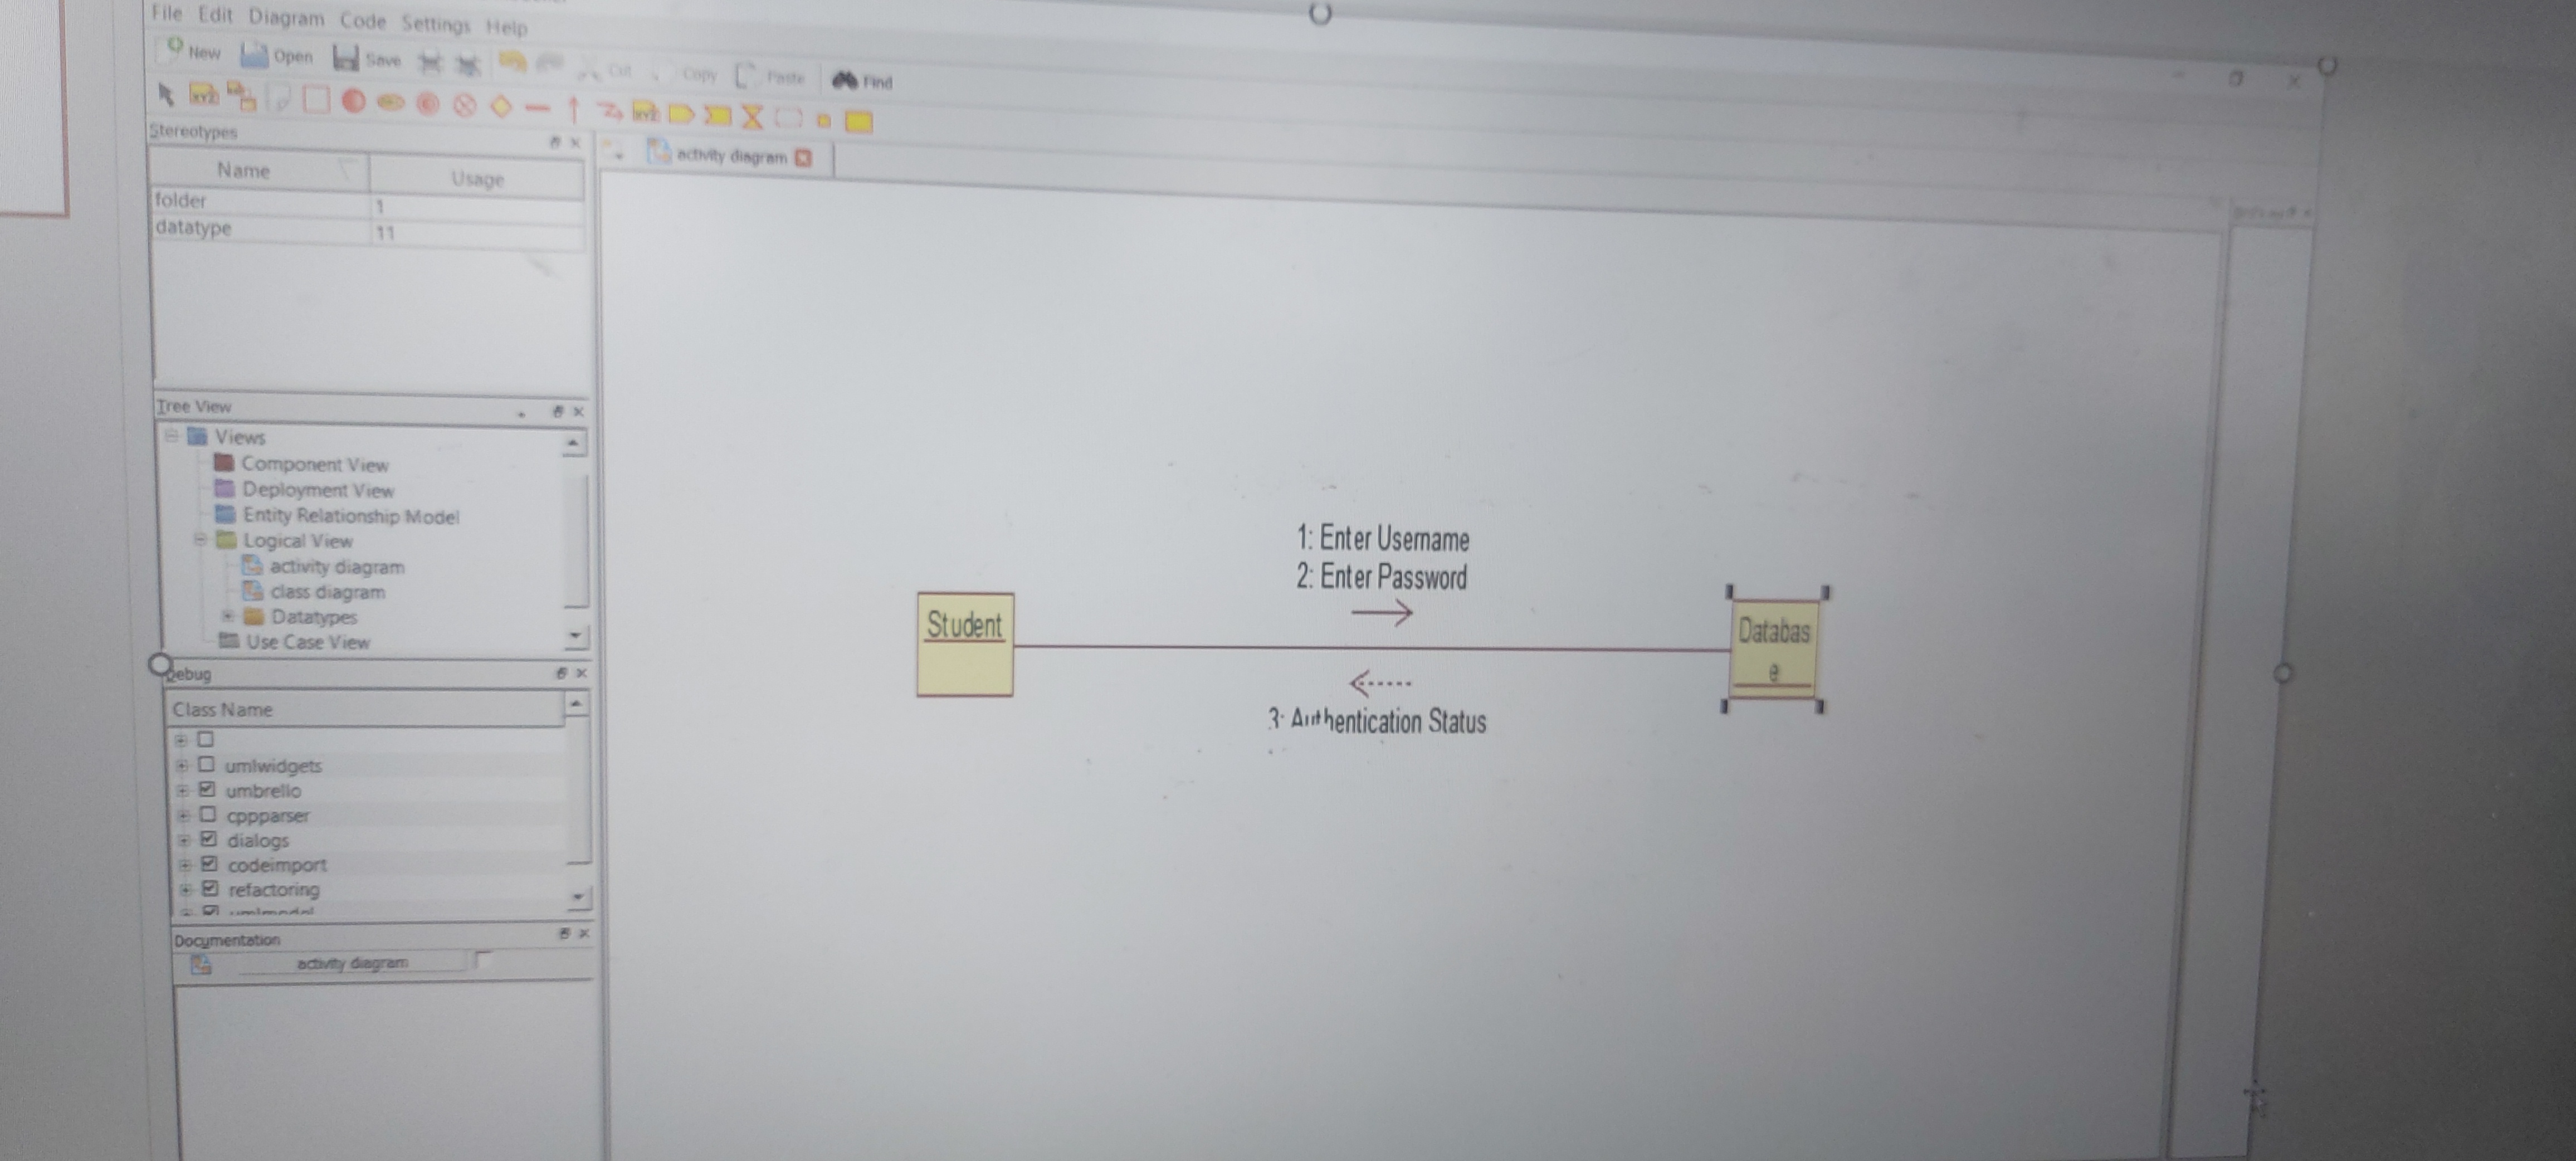 File Edit Diagram Code Settings Help
New Open Save Cut Copy Paste Find
Stereotypes
activity diagram
Name Usage
folder 1
datatype 11
Tree View
Views
Component View
Deployment View
Entity Relationship Model
Logical View
activity diagram
class diagram
Datatypes
Use Case View
Debug
Class Name
umlwidgets
umbrello
cppparser
dialogs
codeimport
refactoring
umlmodel
Documentation
activity diagram
1: Enter Username
2: Enter Password
Student
Databas
e
3: Authentication Status